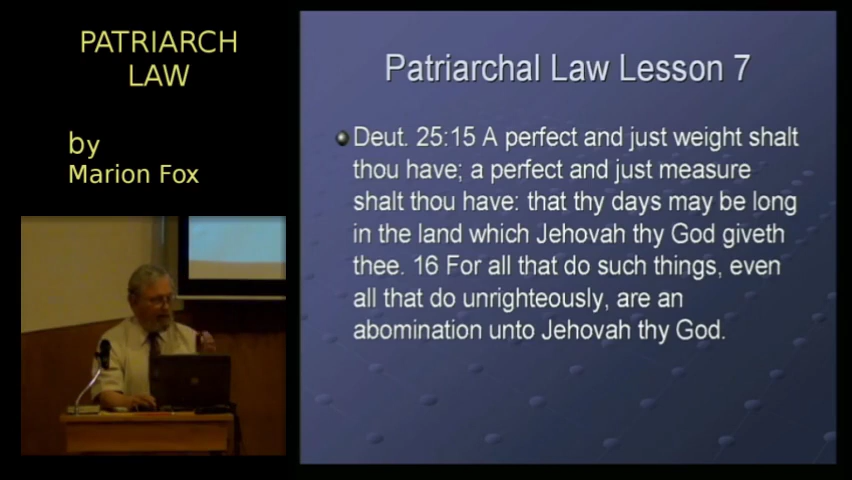 PATRIARCH
LAW
by
Marion Fox
Patriarchal Law Lesson 7
Deut. 25:15 A perfect and just weight shalt
thou have; a perfect and just measure
shalt thou have: that thy days may be long
in the land which Jehovah thy God giveth
thee. 16 For all that do such things, even
all that do unrighteously, are an
abomination unto Jehovah thy God.